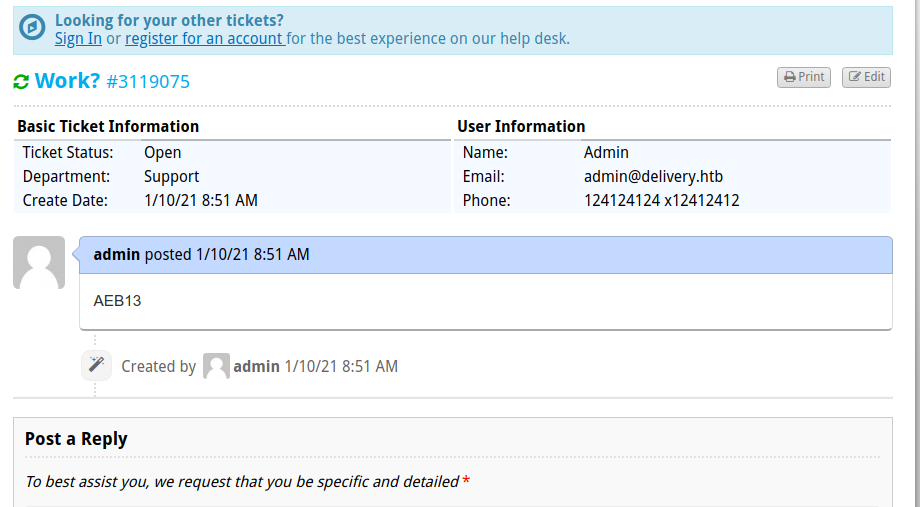 Looking for your other tickets?
Sign In or register for an account for the best experience on our help desk.
Work? #3119075
Print Edit
Basic Ticket Information User Information
Ticket Status: Open Name: Admin
Department: Support Email: admin@delivery.htb
Create Date: 1/10/21 8:51 AM Phone: 124124124 x12412412
admin posted 1/10/21 8:51 AM
AEB13
Created by admin 1/10/21 8:51 AM
Post a Reply
To best assist you, we request that you be specific and detailed *